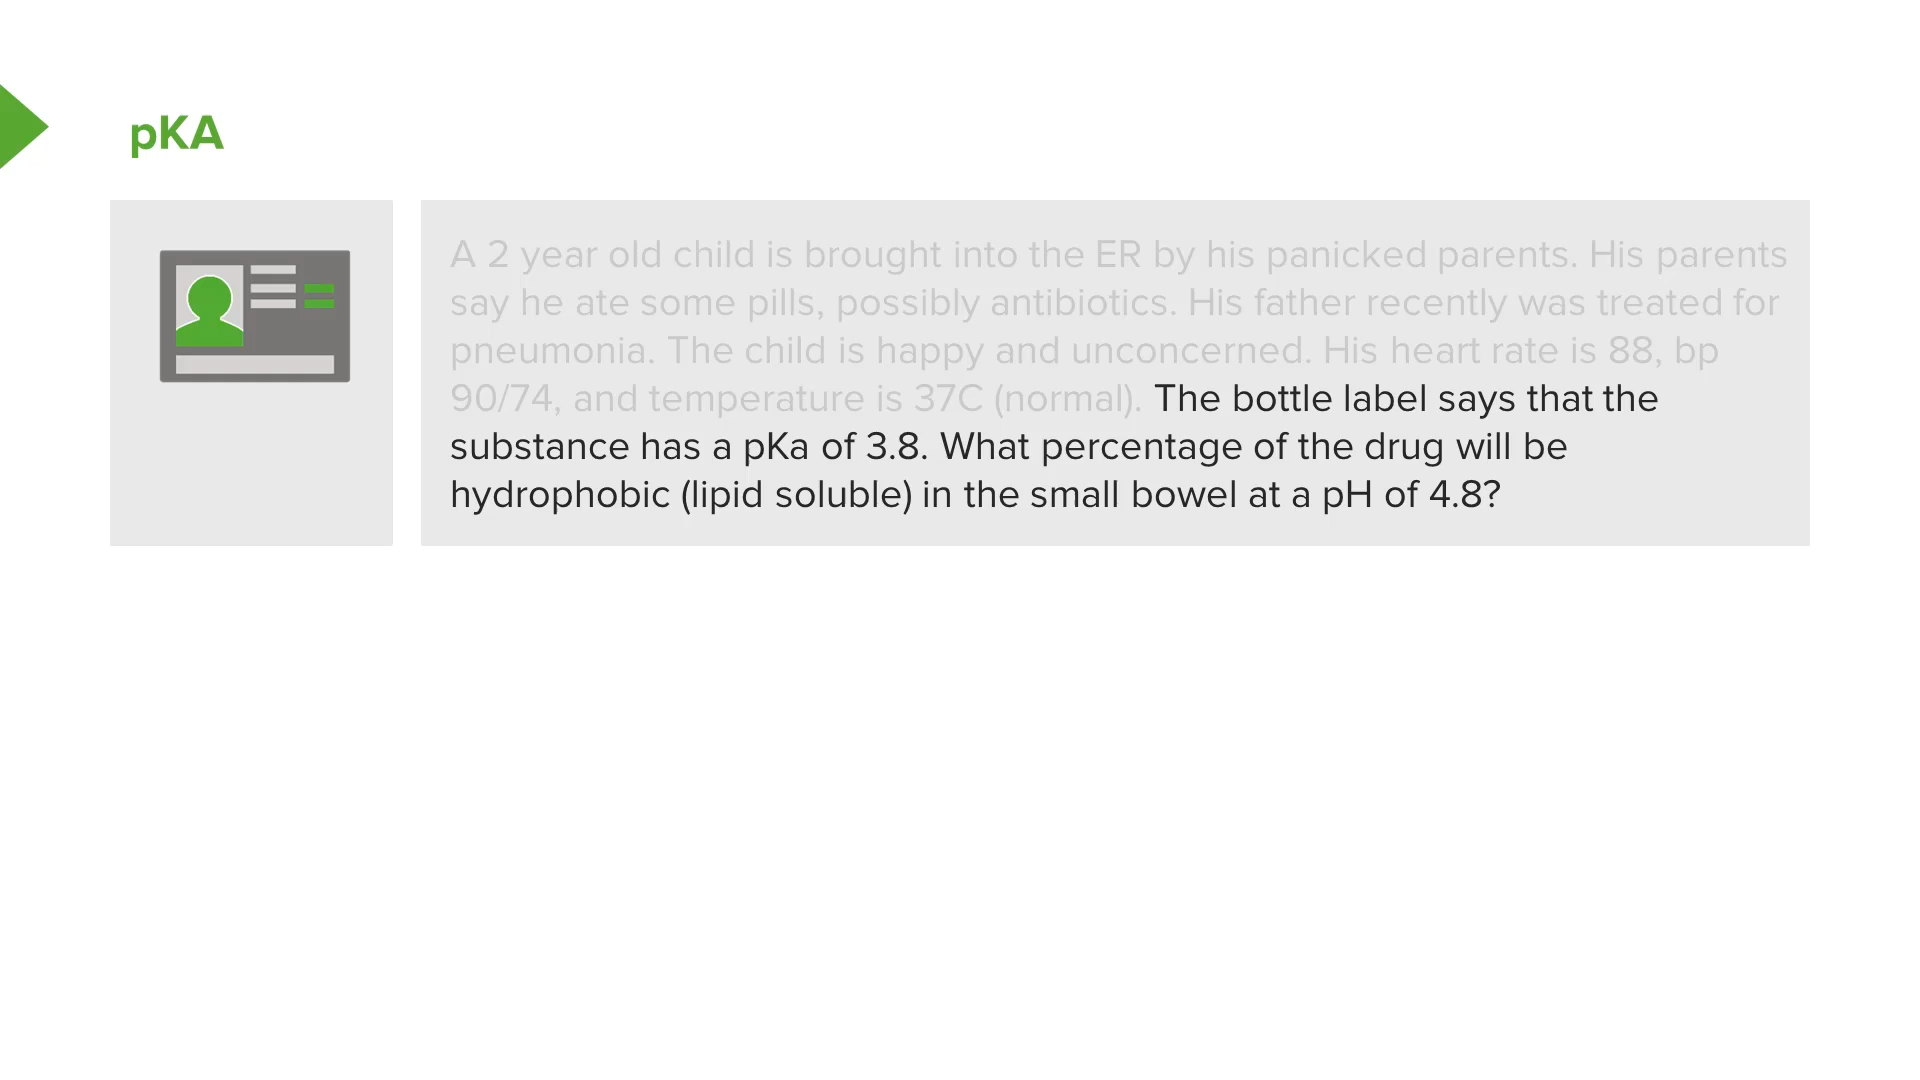 pKA
A 2 year old child is brought into the ER by his panicked parents. His parents
say he ate some pills, possibly antibiotics. His father recently was treated for
pneumonia. The child is happy and unconcerned. His heart rate is 88, bp
90/74, and temperature is 37C (normal). The bottle label says that the
substance has a pKa of 3.8. What percentage of the drug will be
hydrophobic (lipid soluble) in the small bowel at a pH of 4.8?